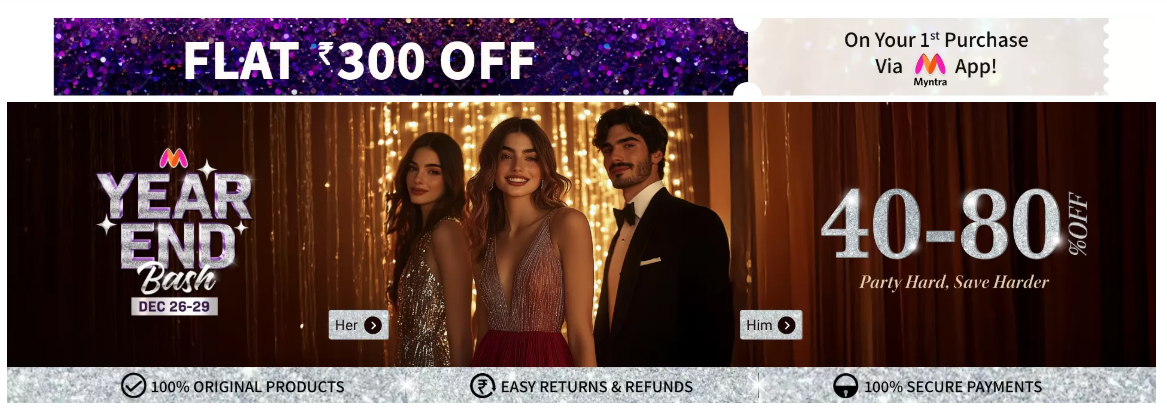 FLAT ₹300 OFF
On Your 1st Purchase
Via Myntra App!
YEAR
END
Bash
DEC 26-29
40-80% OFF
Party Hard, Save Harder
Her
Him
100% ORIGINAL PRODUCTS
EASY RETURNS & REFUNDS
100% SECURE PAYMENTS